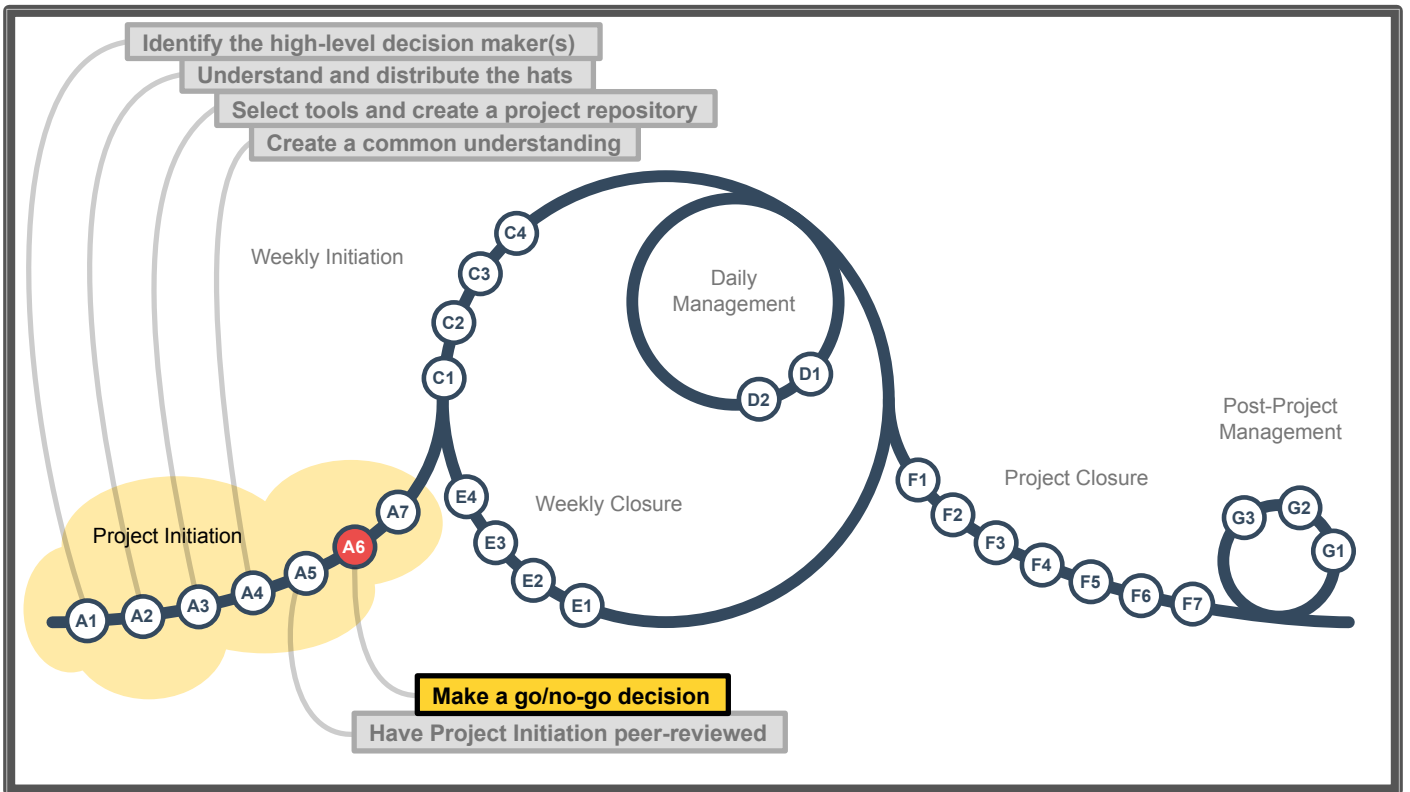 Identify the high-level decision maker(s)
Understand and distribute the hats
Select tools and create a project repository
Create a common understanding
Weekly Initiation
C4
C3
C2
C1
Daily
Management
D1
D2
Post-Project
Management
Project Initiation
A1
A2
A3
A4
A5
A6
A7
Weekly Closure
E4
E3
E2
E1
Project Closure
F1
F2
F3
F4
F5
F6
F7
G3
G2
G1
Make a go/no-go decision
Have Project Initiation peer-reviewed